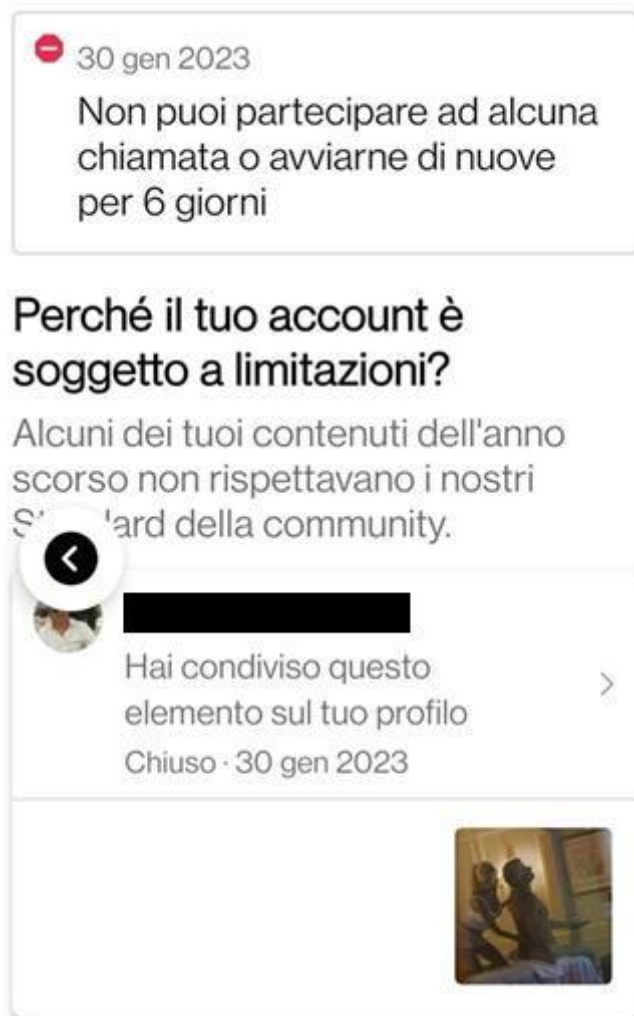 30 gen 2023
Non puoi partecipare ad alcuna
chiamata o avviarne di nuove
per 6 giorni
Perché il tuo account è
soggetto a limitazioni?
Alcuni dei tuoi contenuti dell'anno
scorso non rispettavano i nostri
della community.
Hai condiviso questo
elemento sul tuo profilo
Chiuso · 30 gen 2023